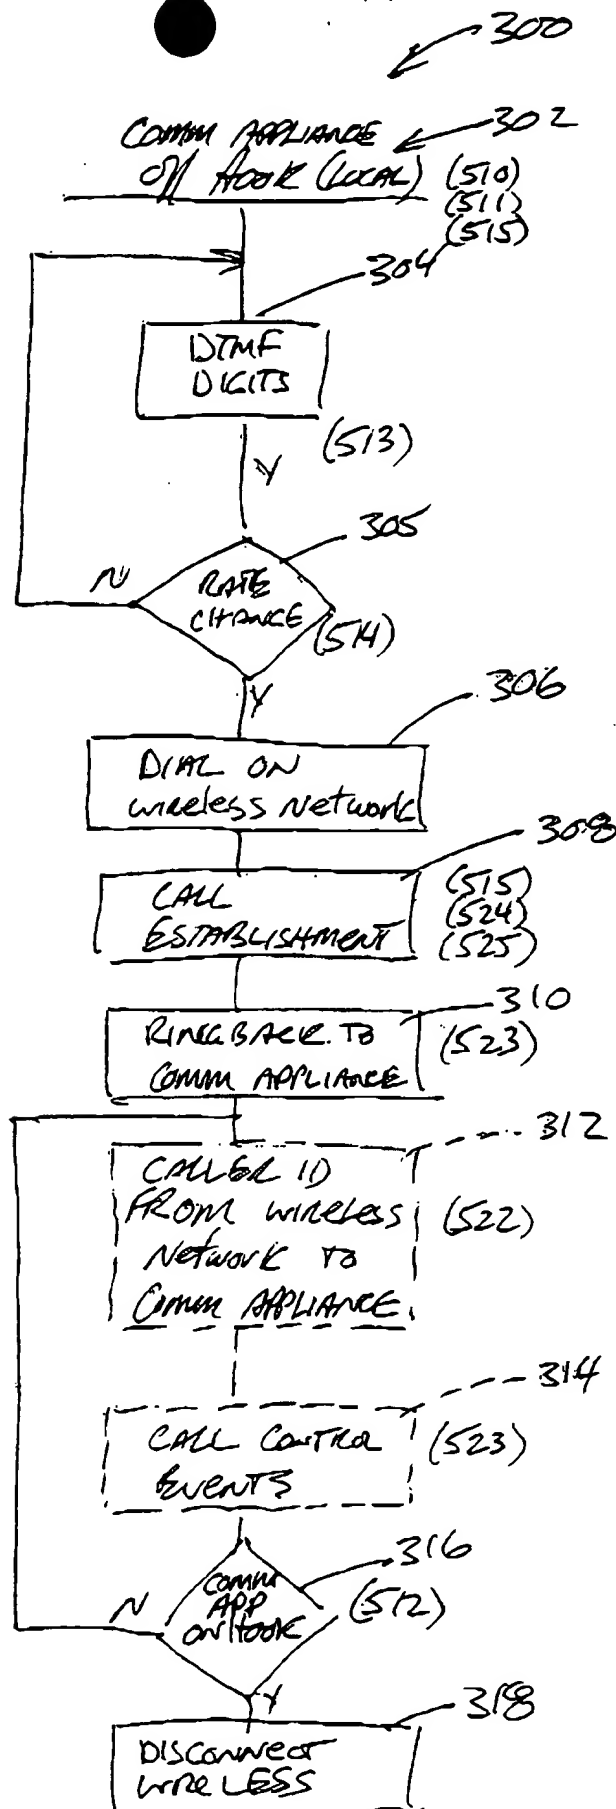 300
COMM APPLIANCE
302
Off HOOK (LOCAL)
(510)
(511)
(515)
304
DTMF
DIGITS
(513)
Y
305
N
RATE
CHANGE
(514)
Y
306
DIAL ON
WIRELESS NETWORK
308
CALL
(515)
ESTABLISHMENT
(524)
(525)
310
RINGBACK TO
(523)
COMM APPLIANCE
312
CALLER ID
FROM WIRELESS
(522)
NETWORK TO
COMM APPLIANCE
314
CALL CONTROL
(523)
EVENTS
316
COMM
APP
ON HOOK
(512)
N
Y
318
DISCONNECT
WIRELESS